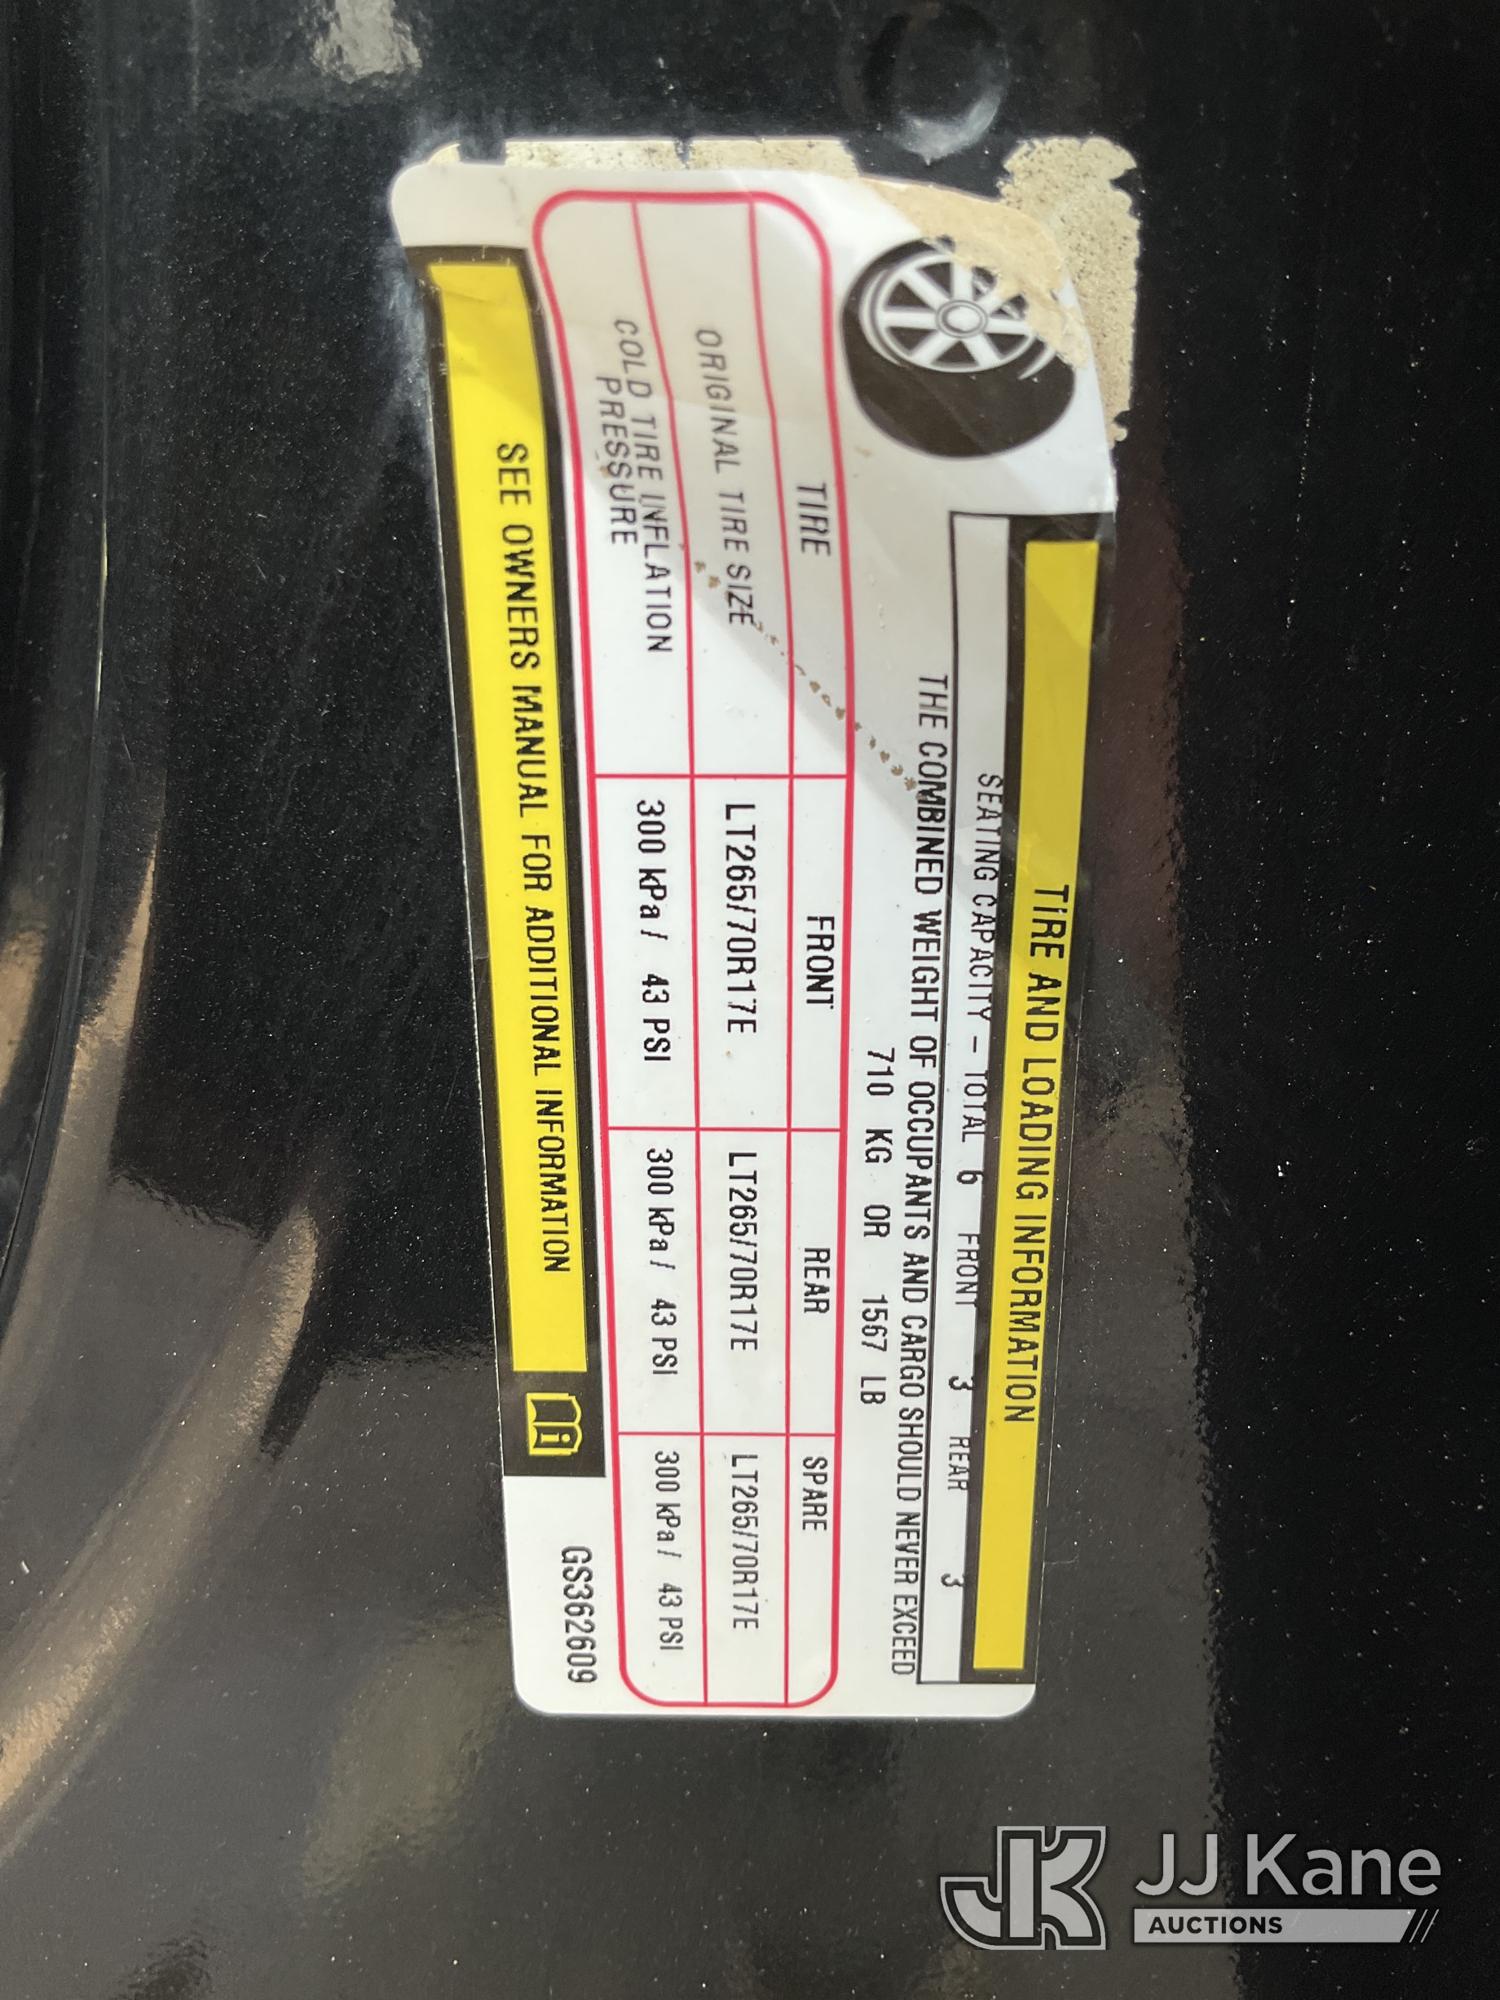 TIRE AND LOADING INFORMATION
SEATING CAPACITY - TOTAL 6 FRONT 3 REAR 3
THE COMBINED WEIGHT OF OCCUPANTS AND CARGO SHOULD NEVER EXCEED
710 KG OR 1567 LB
TIRE FRONT REAR SPARE
ORIGINAL TIRE SIZE LT265/70R17E LT265/70R17E LT265/70R17E
COLD TIRE INFLATION
PRESSURE 300 kPa / 43 PSI 300 kPa / 43 PSI 300 kPa / 43 PSI
SEE OWNERS MANUAL FOR ADDITIONAL INFORMATION
i
GS362609
JK JJ Kane
AUCTIONS